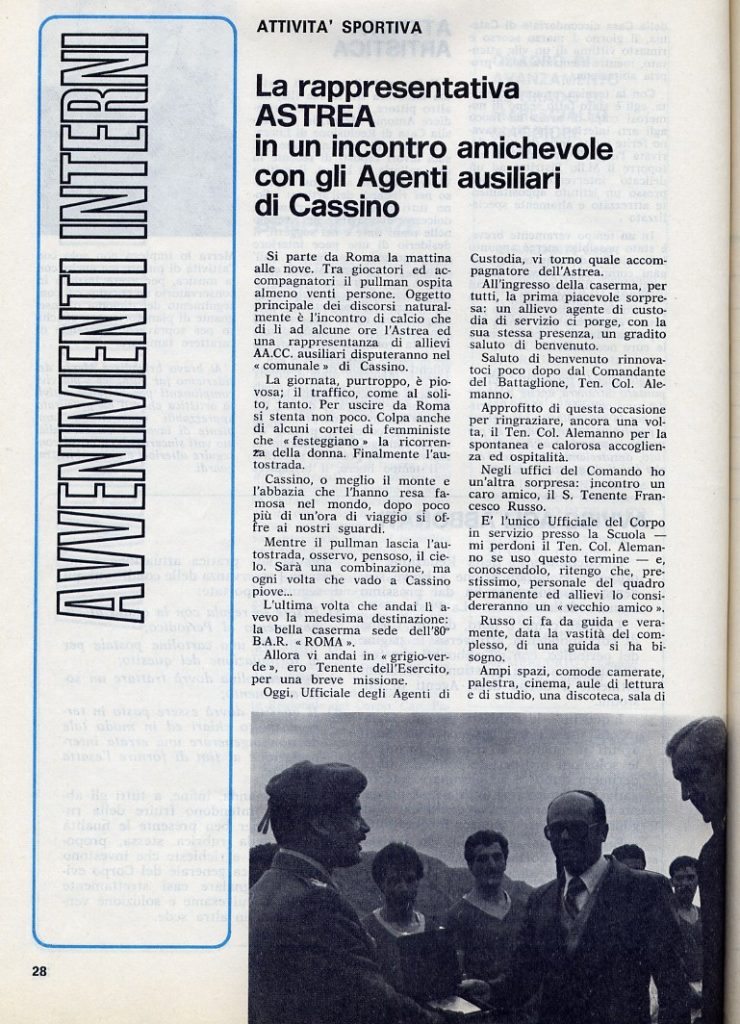 AVVENIMENTI INTERNI
ATTIVITA' SPORTIVA
La rappresentativa
ASTREA
in un incontro amichevole
con gli Agenti ausiliari
di Cassino
Si parte da Roma la mattina
alle nove. Tra giocatori ed ac-
compagnatori il pullman ospita
almeno venti persone. Oggetto
principale dei discorsi natural-
mente è l'incontro di calcio che
di lì ad alcune ore l'Astrea ed
una rappresentanza di allievi
AA.CC. ausiliari disputeranno nel
« comunale » di Cassino.
La giornata, purtroppo, è pio-
vosa; il traffico, come al soli-
to, tanto. Per uscire da Roma
si stenta non poco. Colpa anche
di alcuni cortei di femministe
che « festeggiano » la ricorren-
za della donna. Finalmente l'au-
tostrada.
Cassino, o meglio il monte e
l'abbazia che l'hanno resa fa-
mosa nel mondo, dopo poco
più di un'ora di viaggio si of-
fre ai nostri sguardi.
Mentre il pullman lascia l'au-
tostrada, osservo, pensoso, il cie-
lo. Sarà una combinazione, ma
ogni volta che vado a Cassino
piove...
L'ultima volta che andai lì a-
vevo la medesima destinazione:
la bella caserma sede dell'80º
B.A.R. « ROMA ».
Allora vi andai in « grigio-ver-
de », ero Tenente dell'Esercito,
per una breve missione.
Oggi, Ufficiale degli Agenti di
Custodia, vi torno quale accom-
pagnatore dell'Astrea.
All'ingresso della caserma, per
tutti, la prima piacevole sorpre-
sa: un allievo agente di custo-
dia di servizio ci porge, con la
sua stessa presenza, un gradito
saluto di benvenuto.
Saluto di benvenuto rinnova-
toci poco dopo dal Comandante
del Battaglione, Ten. Col. Ale-
manno.
Approfitto di questa occasione
per ringraziare, ancora una vol-
ta, il Ten. Col. Alemanno per la
spontanea e calorosa accoglien-
za ed ospitalità.
Negli uffici del Comando ho
un'altra sorpresa: incontro un
caro amico, il S. Tenente Fran-
cesco Russo.
E' l'unico Ufficiale del Corpo
in servizio presso la Scuola —
mi perdoni il Ten. Col. Aleman-
no se uso questo termine — e,
conoscendolo, ritengo che, pre-
stissimo, personale del quadro
permanente ed allievi lo consi-
dereranno un « vecchio amico ».
Russo ci fa da guida e vera-
mente, data la vastità del com-
plesso, di una guida si ha bi-
sogno.
Ampi spazi, comode camerate,
palestra, cinema, aule di lettura
e di studio, una discoteca, sala di
28